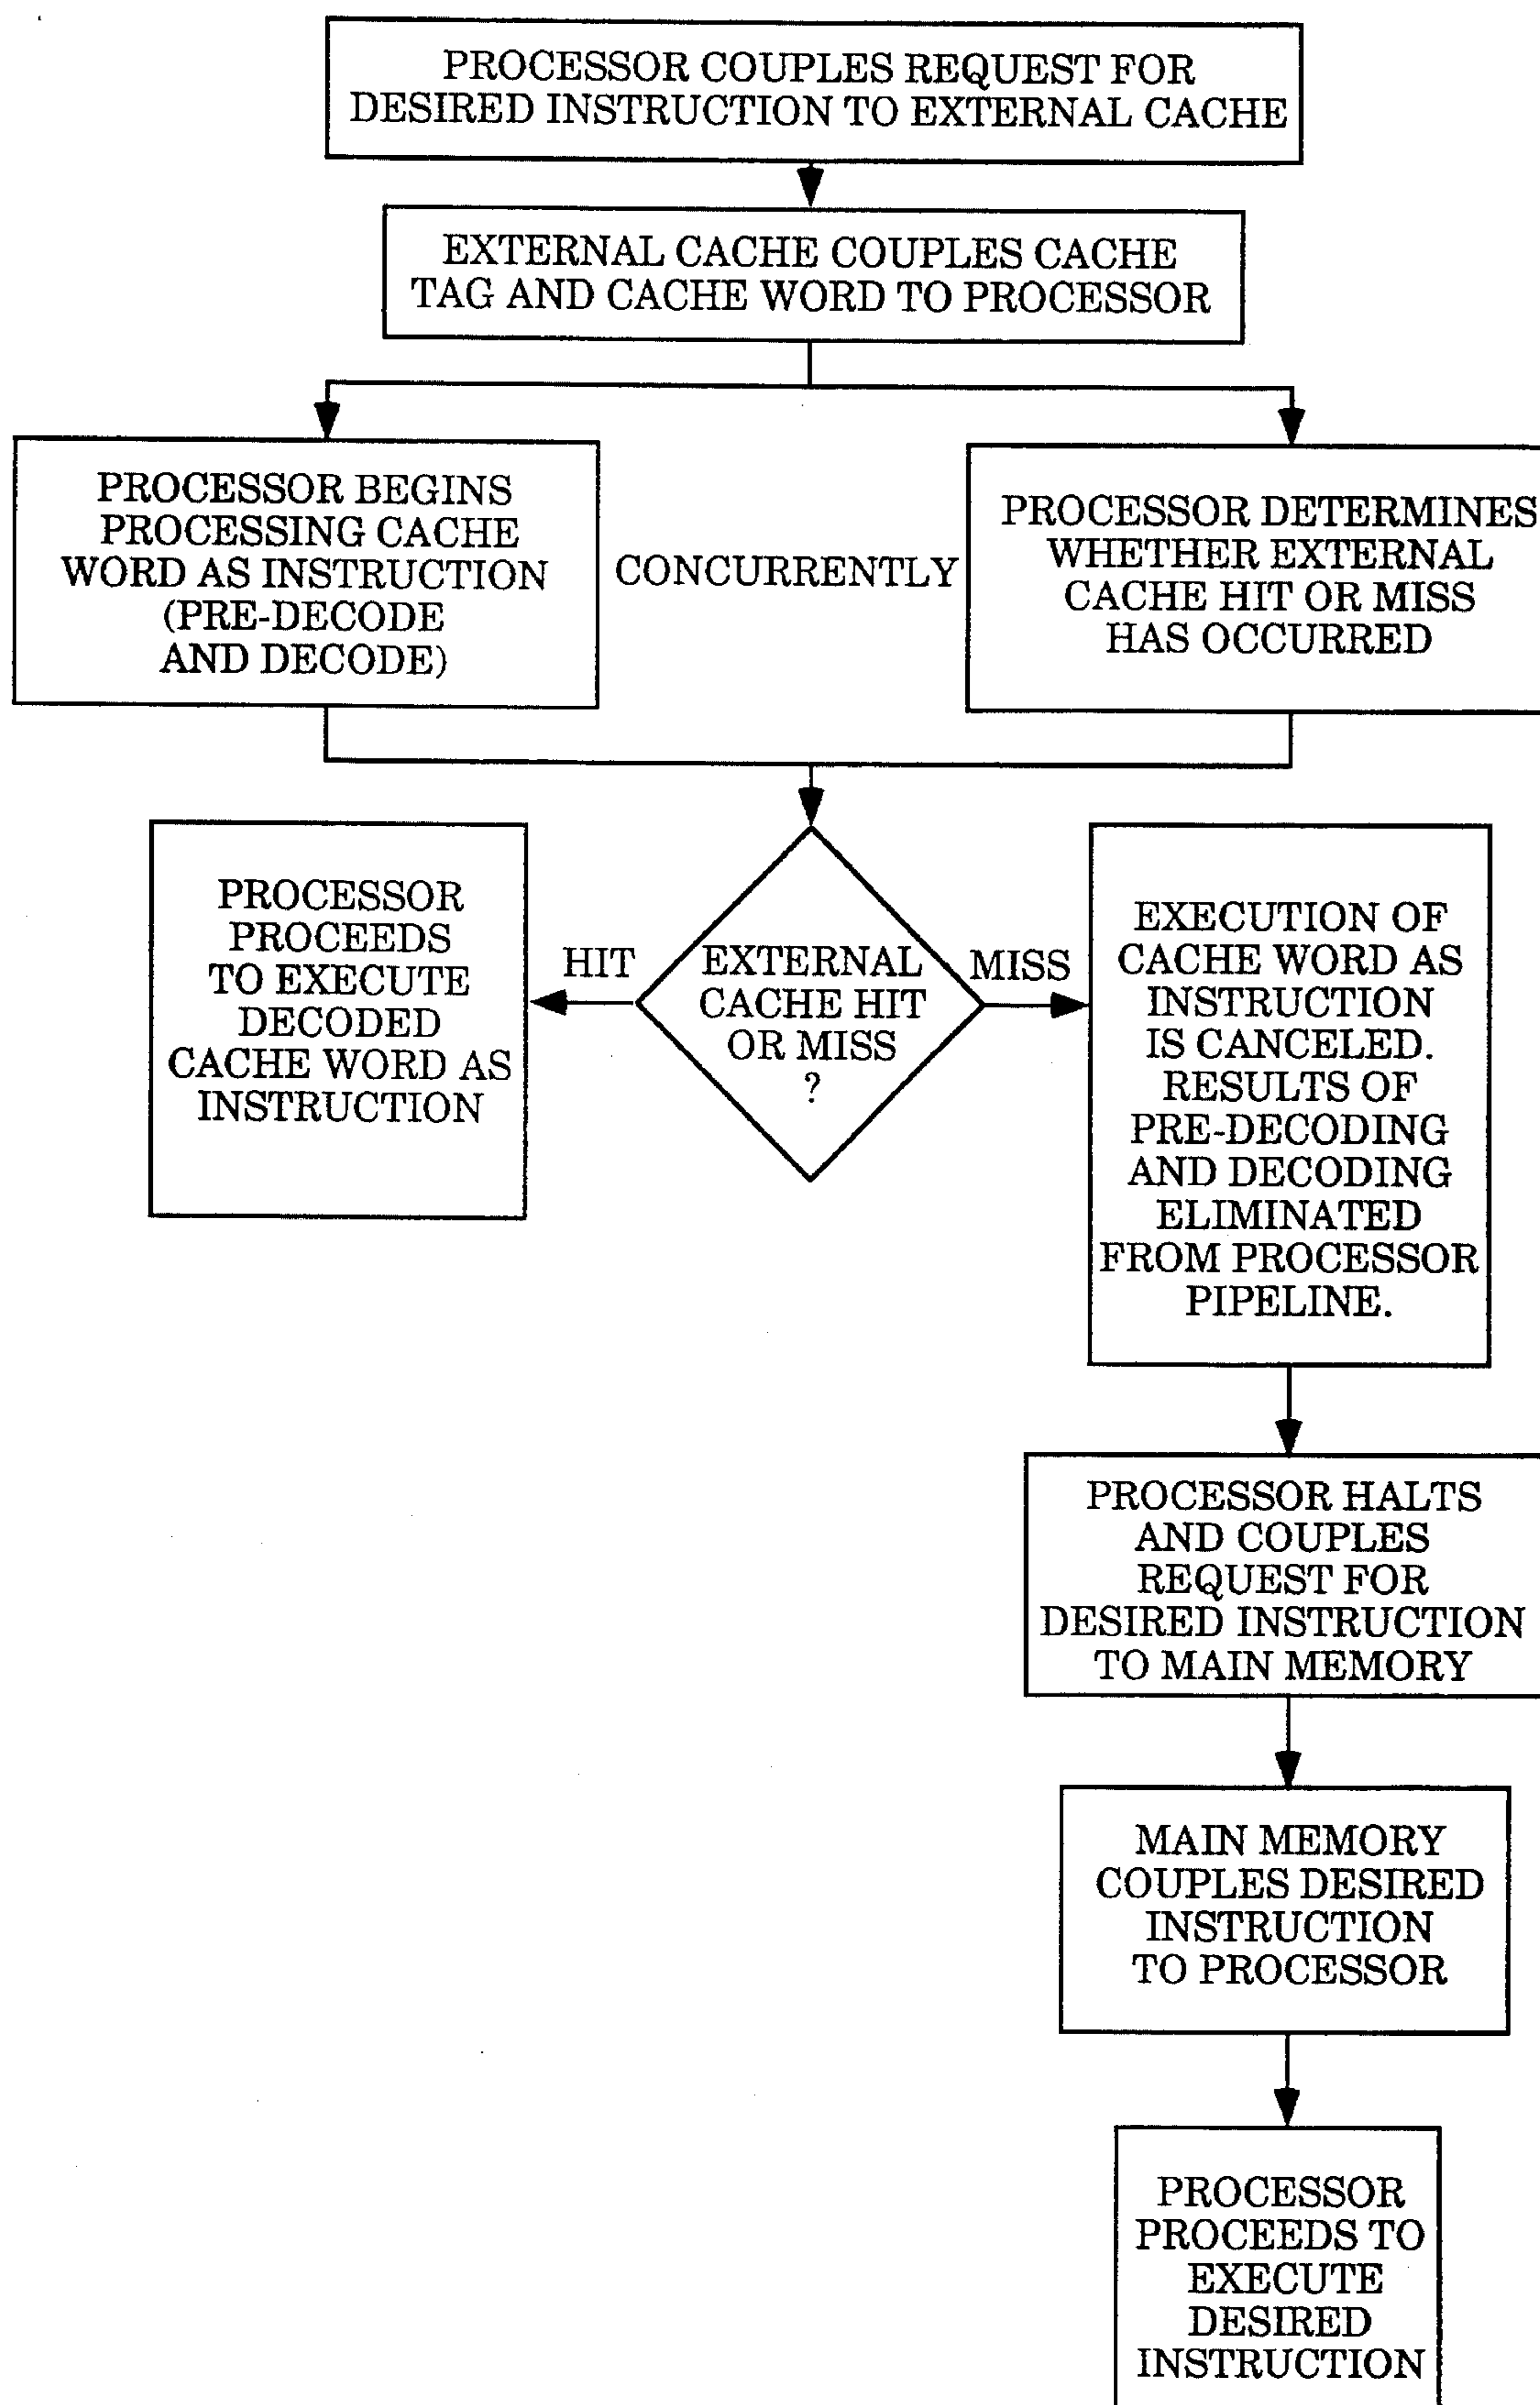 PROCESSOR COUPLES REQUEST FOR
DESIRED INSTRUCTION TO EXTERNAL CACHE
EXTERNAL CACHE COUPLES CACHE
TAG AND CACHE WORD TO PROCESSOR
PROCESSOR BEGINS
PROCESSING CACHE
WORD AS INSTRUCTION
(PRE-DECODE
AND DECODE)
CONCURRENTLY
PROCESSOR DETERMINES
WHETHER EXTERNAL
CACHE HIT OR MISS
HAS OCCURRED
PROCESSOR
PROCEEDS
TO EXECUTE
DECODED
CACHE WORD AS
INSTRUCTION
HIT
EXTERNAL
CACHE HIT
OR MISS
?
MISS
EXECUTION OF
CACHE WORD AS
INSTRUCTION
IS CANCELED.
RESULTS OF
PRE-DECODING
AND DECODING
ELIMINATED
FROM PROCESSOR
PIPELINE.
PROCESSOR HALTS
AND COUPLES
REQUEST FOR
DESIRED INSTRUCTION
TO MAIN MEMORY
MAIN MEMORY
COUPLES DESIRED
INSTRUCTION
TO PROCESSOR
PROCESSOR
PROCEEDS TO
EXECUTE
DESIRED
INSTRUCTION